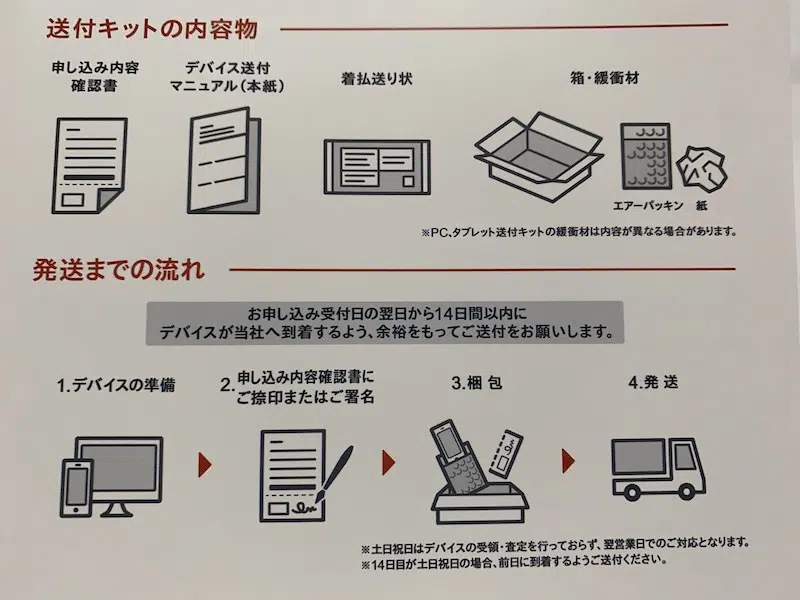 送付キットの内容物
申し込み内容
確認書
デバイス送付
マニュアル(本紙)
着払送り状
箱・緩衝材
エアーパッキン 紙
※PC、タブレット送付キットの緩衝材は内容が異なる場合があります。
発送までの流れ
お申し込み受付日の翌日から14日間以内に
デバイスが当社へ到着するよう、余裕をもってご送付をお願いします。
1.デバイスの準備
2.申し込み内容確認書に
ご捺印またはご署名
3.梱包
4.発送
※土日祝日はデバイスの受領・査定を行っておらず、翌営業日でのご対応となります。
※14日目が土日祝日の場合、前日に到着するようご送付ください。